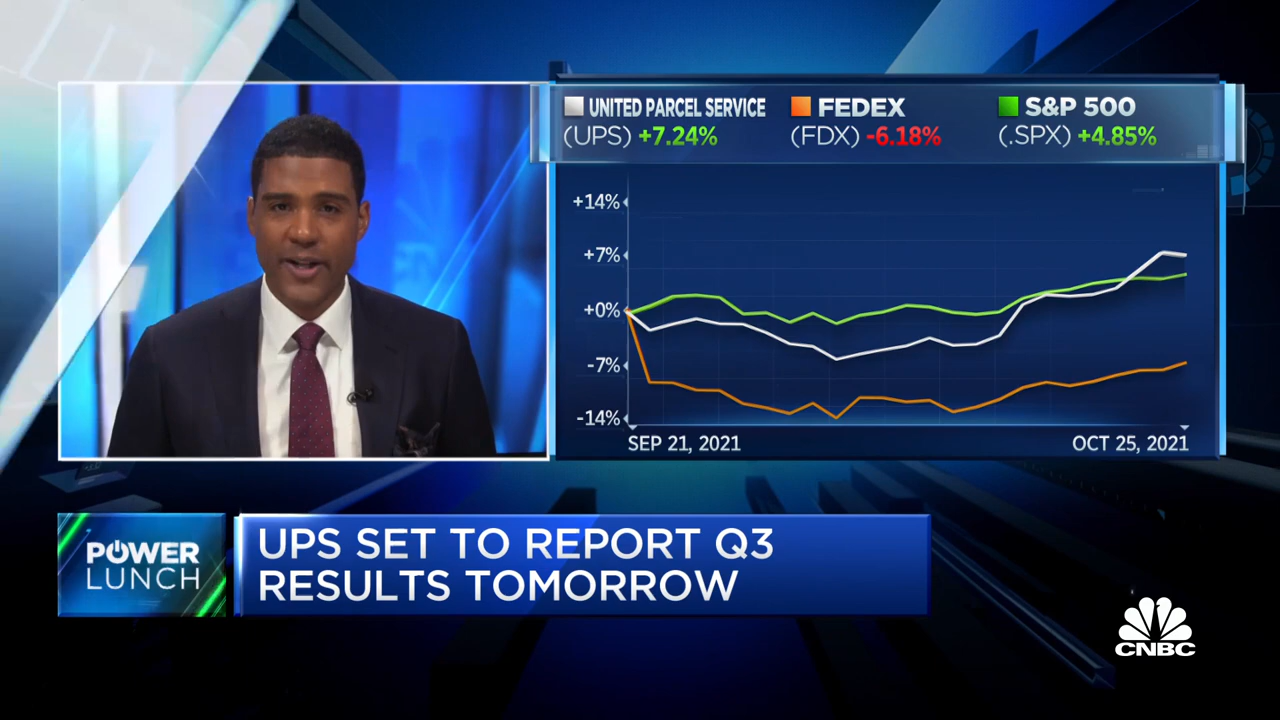 UNITED PARCEL SERVICE
(UPS) +7.24%
FEDEX
(FDX) -6.18%
S&P 500
(.SPX) +4.85%
+14%
+7%
+0%
-7%
-14%
SEP 21, 2021
OCT 25, 2021
POWER
LUNCH
UPS SET TO REPORT Q3
RESULTS TOMORROW
CNBC